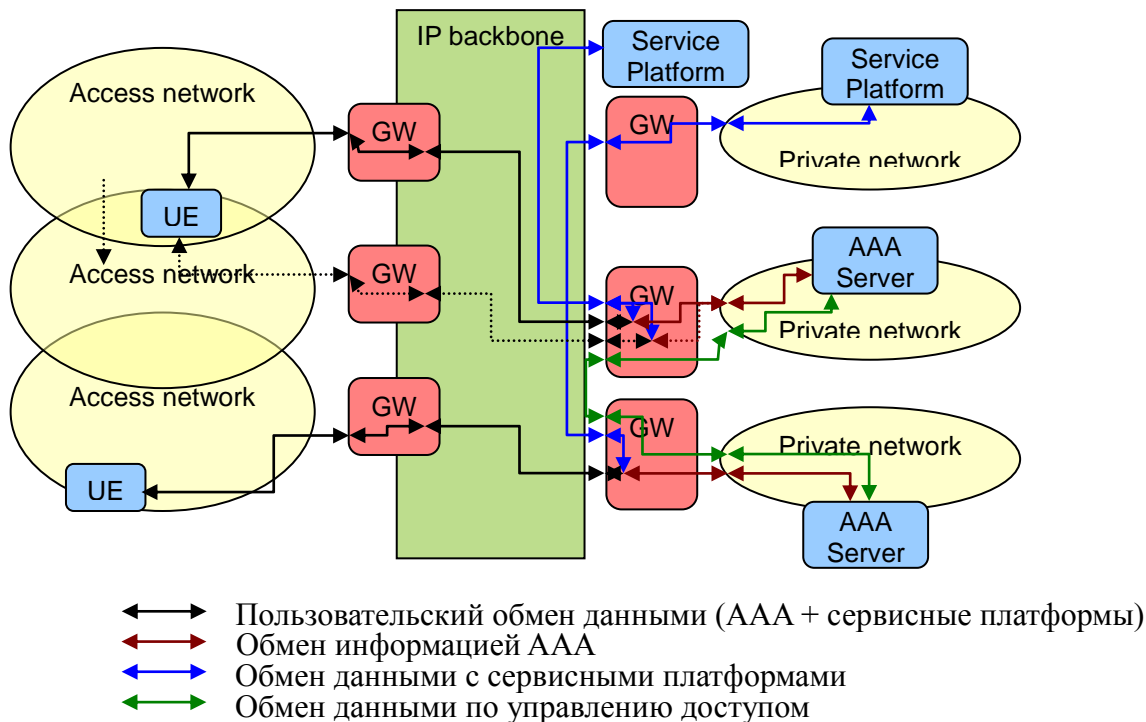 IP backbone
Service
Platform
Service
Platform
Access network
GW
GW
Private network
UE
AAA
Server
Access network
GW
GW
Private network
Access network
GW
GW
Private network
UE
AAA
Server
Пользовательский обмен данными (AAA + сервисные платформы)
Обмен информацией AAA
Обмен данными с сервисными платформами
Обмен данными по управлению доступом